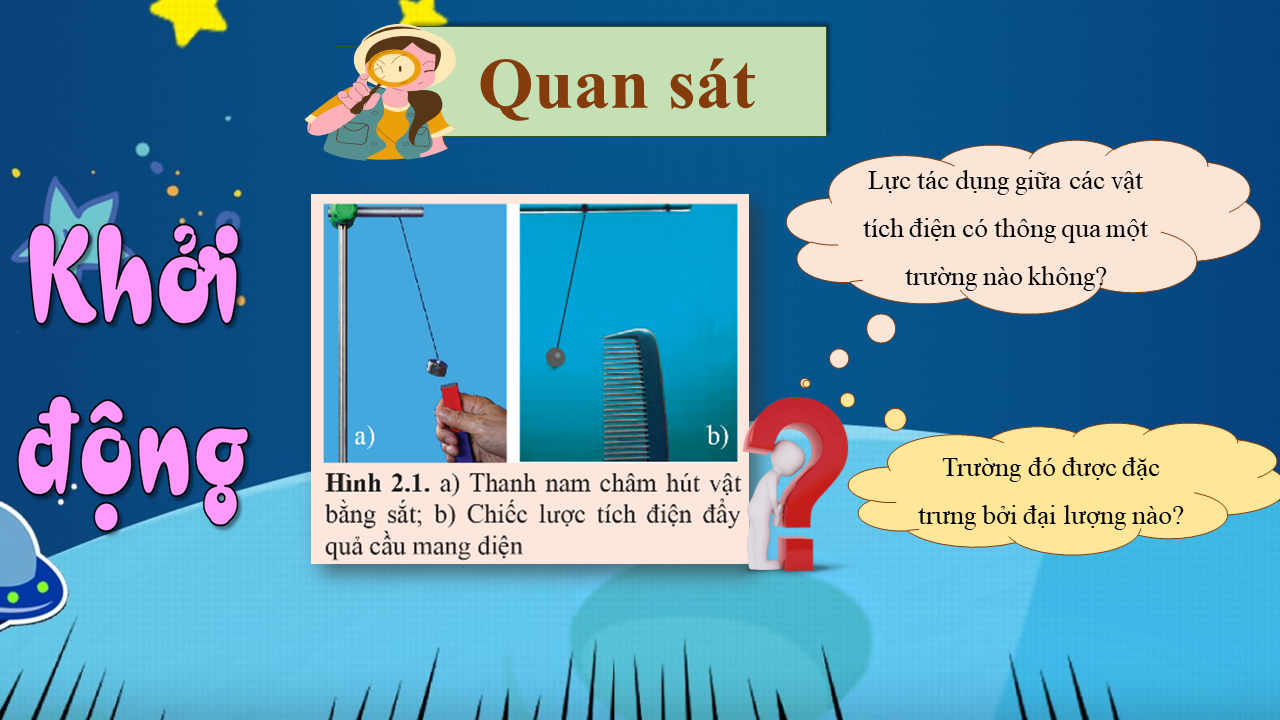 Quan sát
Khởi
động
a)
b)
Hình 2.1. a) Thanh nam châm hút vật
bằng sắt; b) Chiếc lược tích điện đẩy
quả cầu mang điện
Lực tác dụng giữa các vật
tích điện có thông qua một
trường nào không?
Trường đó được đặc
trưng bởi đại lượng nào?